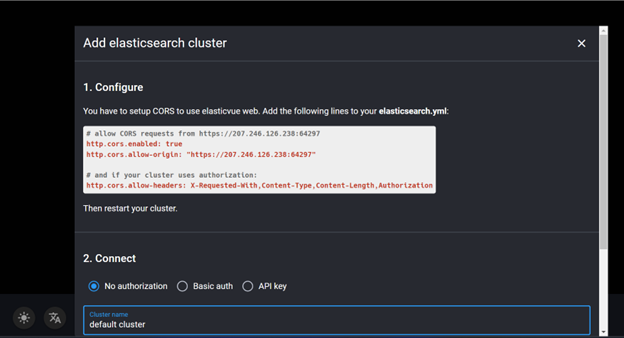 Add elasticsearch cluster
1. Configure
You have to setup CORS to use elasticvue web. Add the following lines to your elasticsearch.yml:
# allow CORS requests from https://207.246.126.238:64297
http.cors.enabled: true
http.cors.allow-origin: "https://207.246.126.238:64297"
# and if your cluster uses authorization:
http.cors.allow-headers: X-Requested-With,Content-Type,Content-Length,Authorization
Then restart your cluster.
2. Connect
No authorization Basic auth API key
Cluster name
default cluster